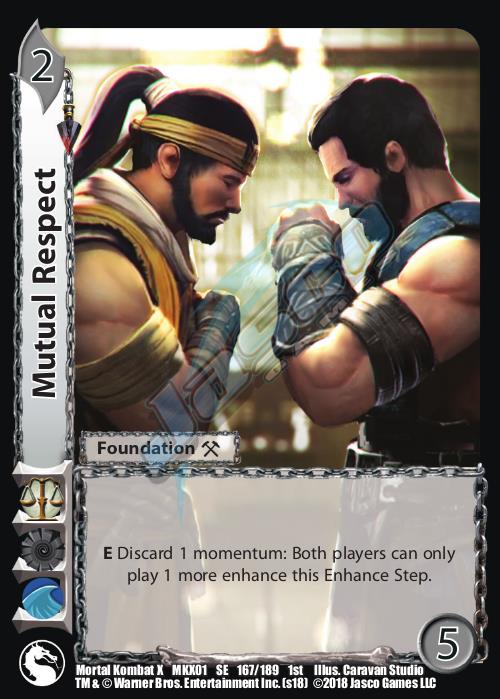 2
Mutual Respect
Foundation
E Discard 1 momentum: Both players can only
play 1 more enhance this Enhance Step.
5
Mortal Kombat X MKX01 SE 167/189 1st Illus. Caravan Studio
TM & © Warner Bros. Entertainment Inc. (s18) ©2018 Jasco Games LLC